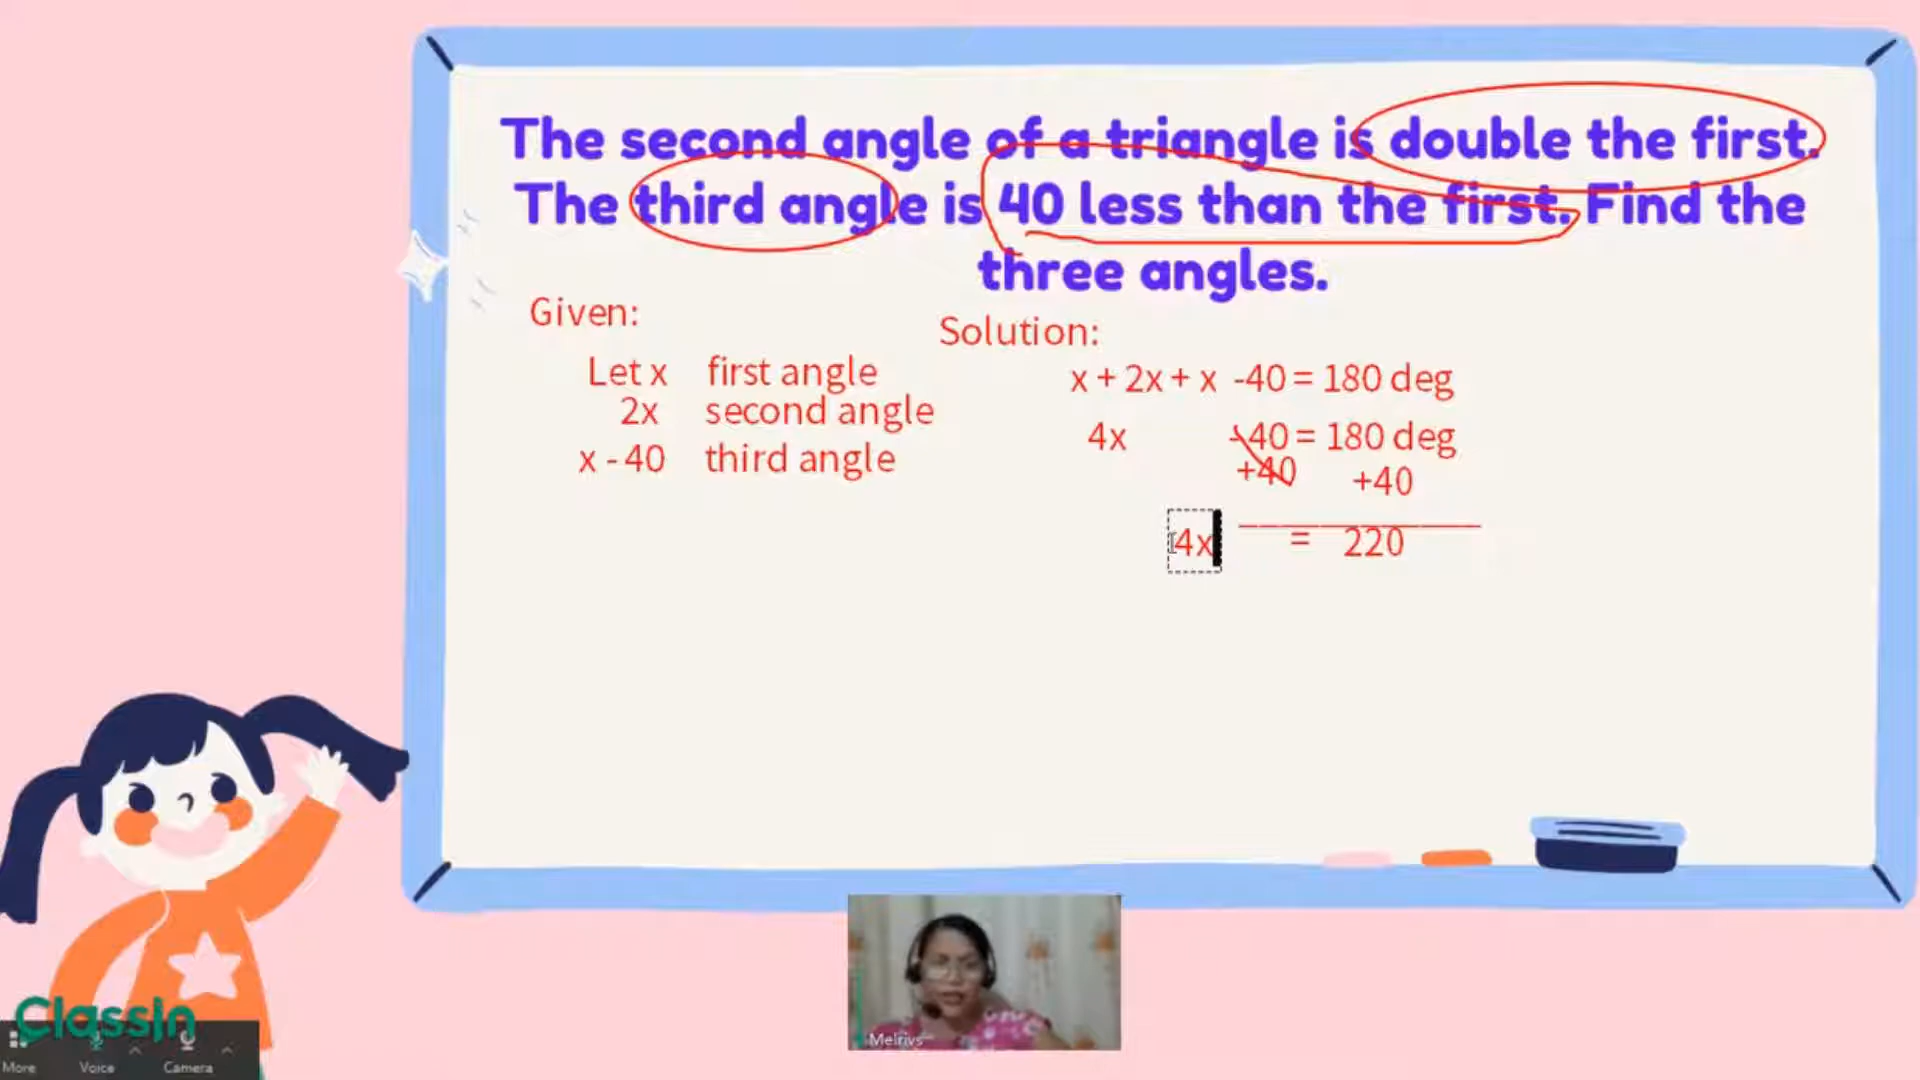 The second angle of a triangle is double the first.
The third angle is 40 less than the first. Find the
three angles.
Given:
Let x first angle
2x second angle
x - 40 third angle
Solution:
x + 2x + x -40 = 180 deg
4x -40 = 180 deg
+40 +40
4x = 220
ClassIn
More Voice Camera
Melrivs